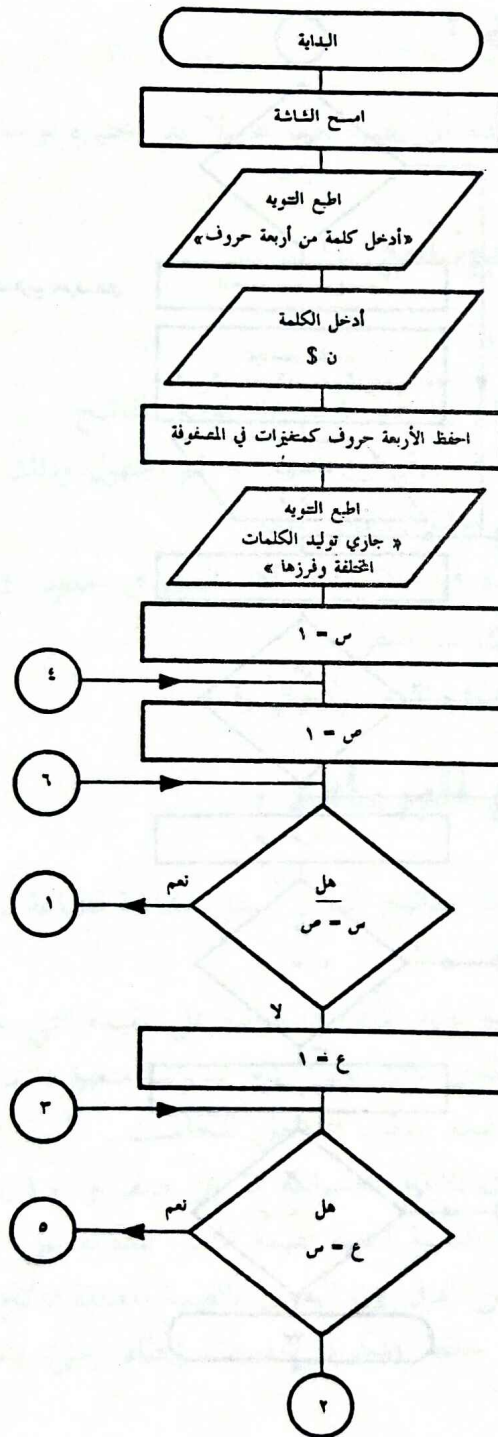 البداية
امسح الشاشة
اطبع التنويه
«أدخل كلمة من أربعة حروف»
أدخل الكلمة
ن $
احفظ الأربعة حروف كمتغيرات في المصفوفة
اطبع التنويه
« جاري توليد الكلمات
المختلفة وفرزها »
س = ١
٤
ص = ١
٦
هل
س = ص
نعم
١
لا
ع = ١
٣
هل
ع = س
نعم
٥
٢